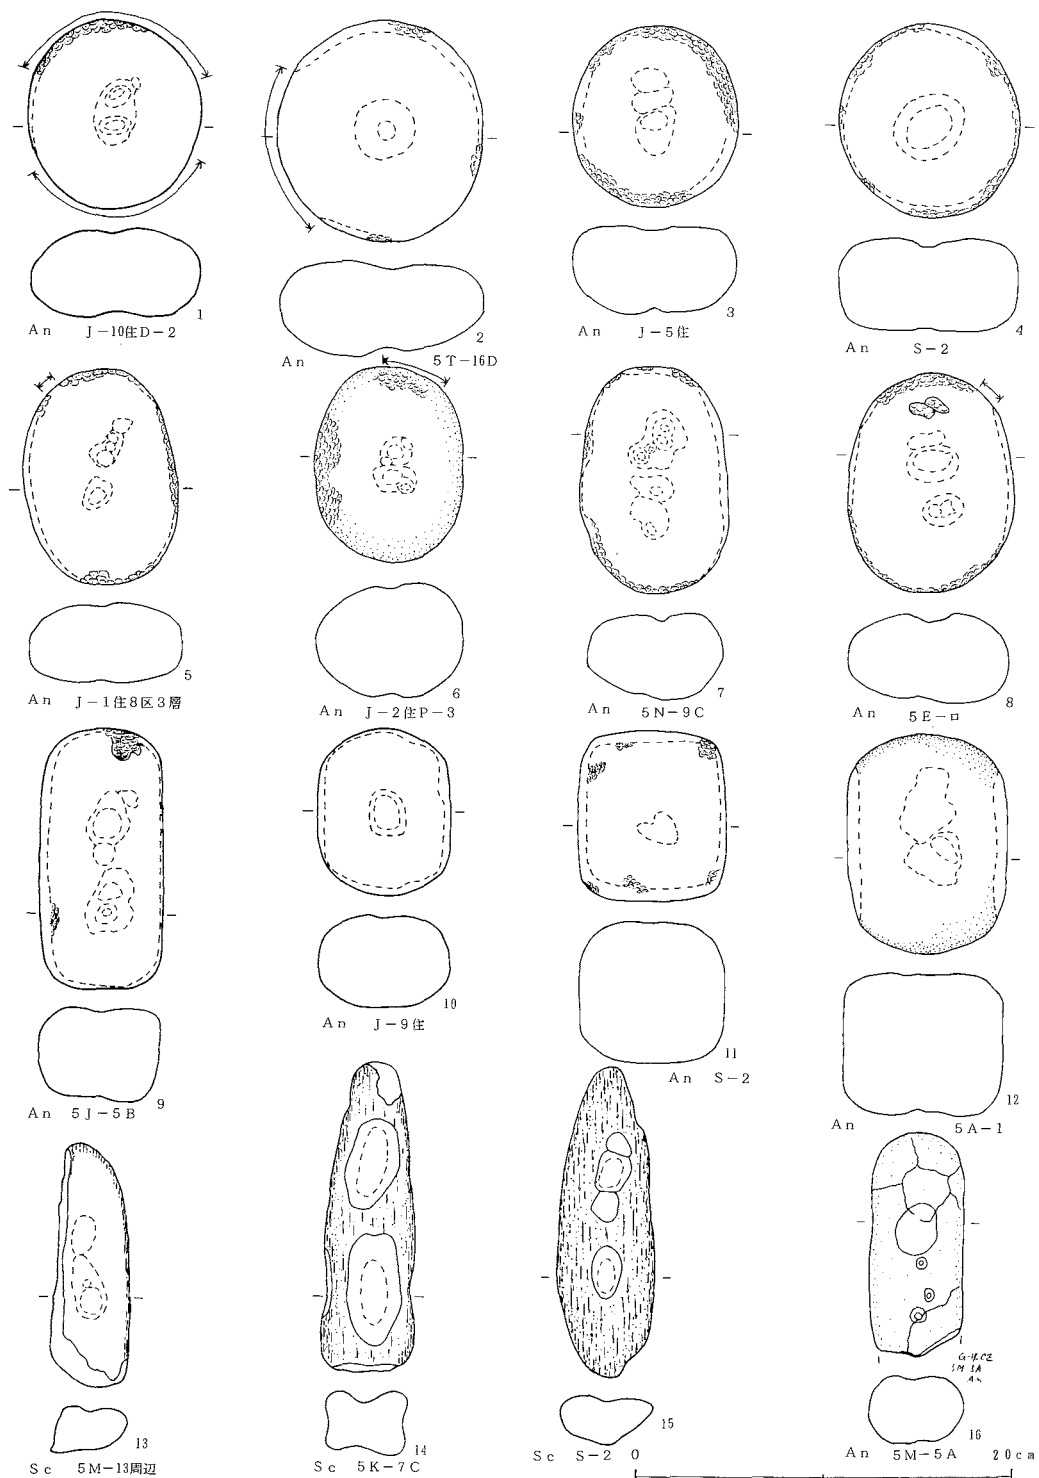 1
An J-10住D-2
2
An 5T-16D
3
An J-5住
4
An S-2
5
An J-1住8区3層
6
An J-2住P-3
7
An 5N-9C
8
An 5E-ロ
9
An 5J-5B
10
An J-9住
11
An S-2
12
An 5A-1
13
Sc 5M-13周辺
14
Sc 5K-7C
15
Sc S-2
16
An 5M-5A
5M 5A
An
0 20cm